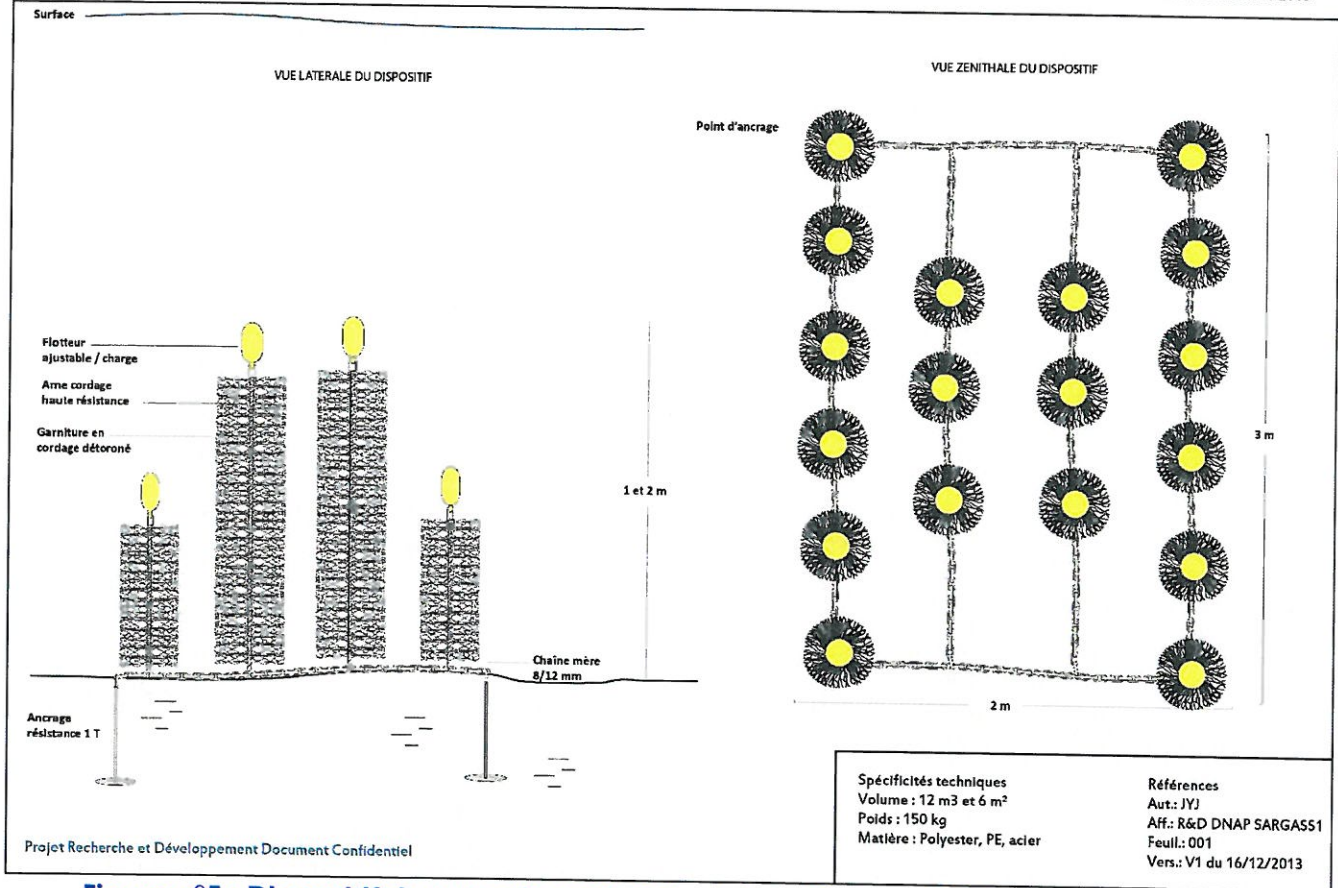 Surface
VUE LATERALE DU DISPOSITIF
VUE ZENITHALE DU DISPOSITIF
Point d'ancrage
Flotteur
ajustable / charge
Ame cordage
haute résistance
Garniture en
cordage détoroné
1 et 2 m
3 m
Chaîne mère
8/12 mm
2 m
Ancrage
résistance 1 T
Spécificités techniques
Volume : 12 m3 et 6 m²
Poids : 150 kg
Matière : Polyester, PE, acier
Références
Aut.: JYJ
Aff.: R&D DNAP SARGASS1
Feuil.: 001
Vers.: V1 du 16/12/2013
Projet Recherche et Développement Document Confidentiel